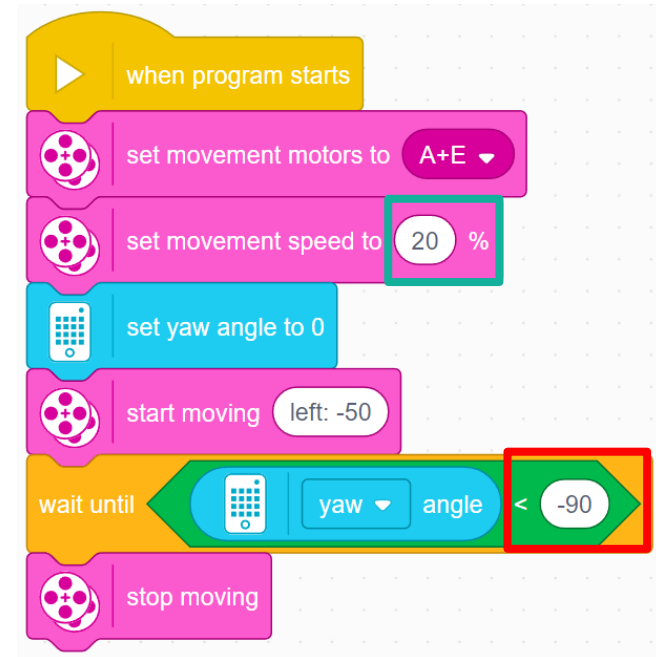 when program starts
set movement motors to A+E
set movement speed to 20 %
set yaw angle to 0
start moving left: -50
wait until yaw angle < -90
stop moving